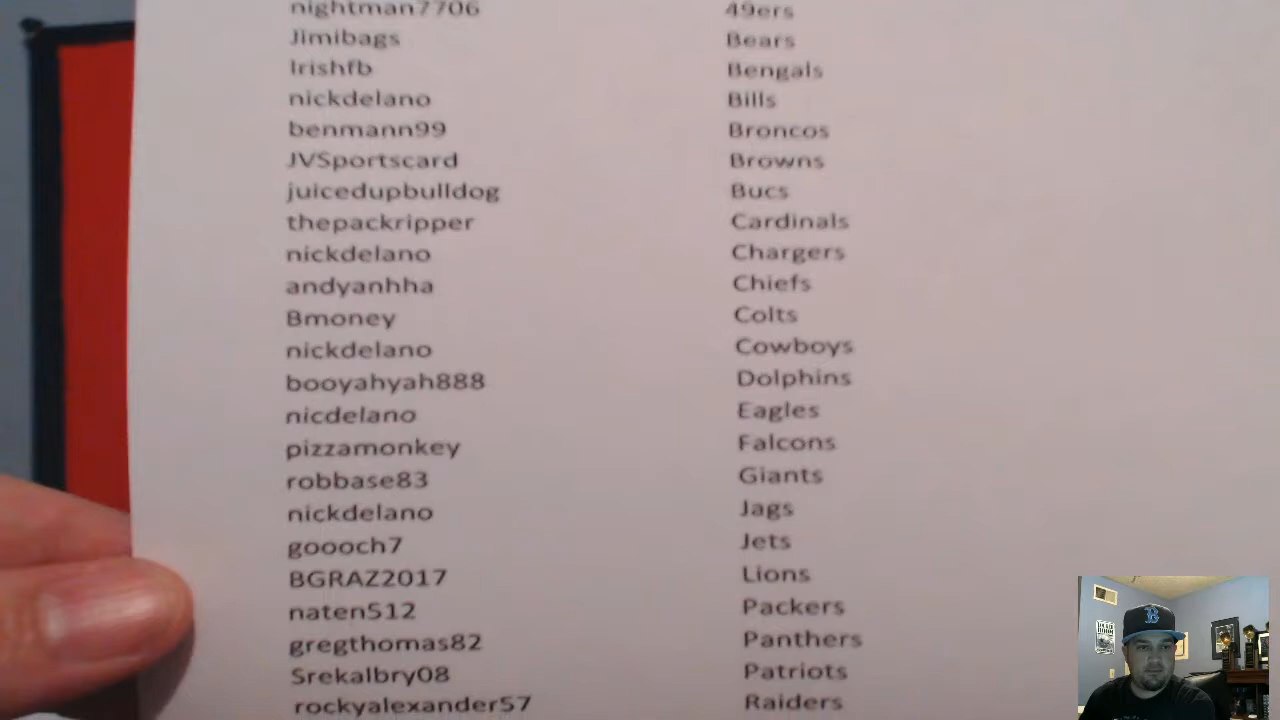 nightman7706 49ers
Jimibags Bears
Irishfb Bengals
nickdelano Bills
benmann99 Broncos
JVSportscard Browns
juicedupbulldog Bucs
thepackripper Cardinals
nickdelano Chargers
andyanhha Chiefs
Bmoney Colts
nickdelano Cowboys
booyahyah888 Dolphins
nicdelano Eagles
pizzamonkey Falcons
robbase83 Giants
nickdelano Jags
goooch7 Jets
BGRAZ2017 Lions
naten512 Packers
gregthomas82 Panthers
Srekalbry08 Patriots
rockyalexander57 Raiders
B